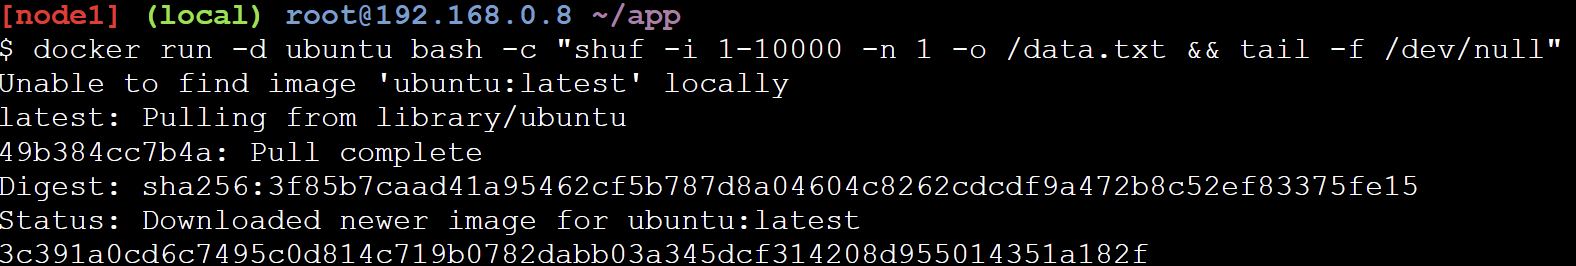 [node1] (local) root@192.168.0.8 ~/app
$ docker run -d ubuntu bash -c "shuf -i 1-10000 -n 1 -o /data.txt && tail -f /dev/null"
Unable to find image 'ubuntu:latest' locally
latest: Pulling from library/ubuntu
49b384cc7b4a: Pull complete
Digest: sha256:3f85b7caad41a95462cf5b787d8a04604c8262cdcdf9a472b8c52ef83375fe15
Status: Downloaded newer image for ubuntu:latest
3c391a0cd6c7495c0d814c719b0782dabb03a345dcf314208d955014351a182f